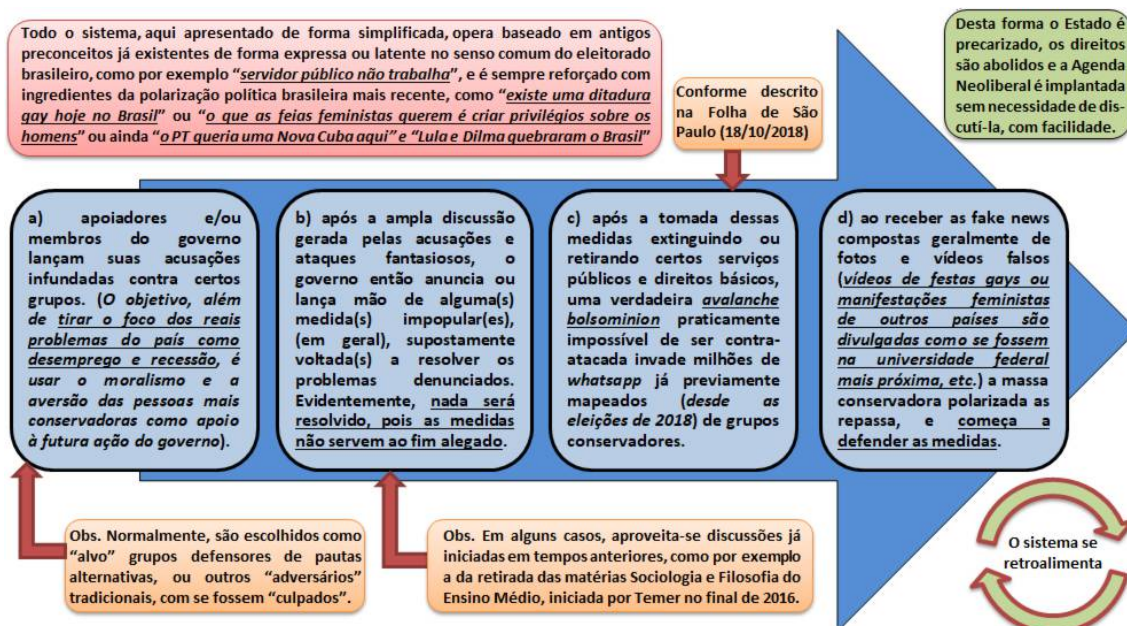 Todo o sistema, aqui apresentado de forma simplificada, opera baseado em antigos
preconceitos já existentes de forma expressa ou latente no senso comum do eleitorado
brasileiro, como por exemplo “servidor público não trabalha”, e é sempre reforçado com
ingredientes da polarização política brasileira mais recente, como “existe uma ditadura
gay hoje no Brasil” ou “o que as feias feministas querem é criar privilégios sobre os
homens” ou ainda “o PT queria uma Nova Cuba aqui” e “Lula e Dilma quebraram o Brasil”
Conforme descrito
na Folha de São
Paulo (18/10/2018)
Desta forma o Estado é
precarizado, os direitos
são abolidos e a Agenda
Neoliberal é implantada
sem necessidade de dis-
cutí-la, com facilidade.
a) apoiadores e/ou
membros do governo
lançam suas acusações
infundadas contra certos
grupos. (O objetivo, além
de tirar o foco dos reais
problemas do país como
desemprego e recessão, é
usar o moralismo e a
aversão das pessoas mais
conservadoras como apoio
à futura ação do governo).
b) após a ampla discussão
gerada pelas acusações e
ataques fantasiosos, o
governo então anuncia ou
lança mão de alguma(s)
medida(s) impopular(es),
(em geral), supostamente
voltada(s) a resolver os
problemas denunciados.
Evidentemente, nada será
resolvido, pois as medidas
não servem ao fim alegado.
c) após a tomada dessas
medidas extinguindo ou
retirando certos serviços
públicos e direitos básicos,
uma verdadeira avalanche
bolsominion praticamente
impossível de ser contra-
atacada invade milhões de
whatsapp já previamente
mapeados (desde as
eleições de 2018) de grupos
conservadores.
d) ao receber as fake news
compostas geralmente de
fotos e vídeos falsos
(vídeos de festas gays ou
manifestações feministas
de outros países são
divulgadas como se fossem
na universidade federal
mais próxima, etc.) a massa
conservadora polarizada as
repassa, e começa a
defender as medidas.
Obs. Normalmente, são escolhidos como
“alvo” grupos defensores de pautas
alternativas, ou outros “adversários”
tradicionais, com se fossem “culpados”.
Obs. Em alguns casos, aproveita-se discussões já
iniciadas em tempos anteriores, como por exemplo
a da retirada das matérias Sociologia e Filosofia do
Ensino Médio, iniciada por Temer no final de 2016.
O sistema se
retroalimenta